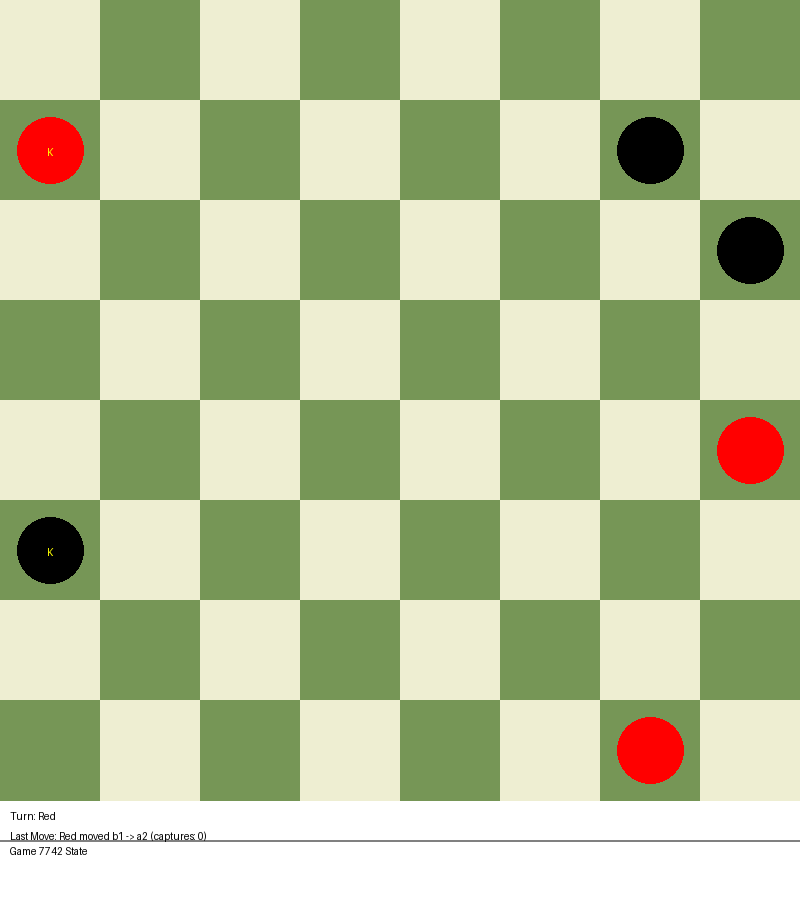 K
K
Turn: Red
Last Move: Red moved b1 -> a2 (captures: 0)
Game 7742 State